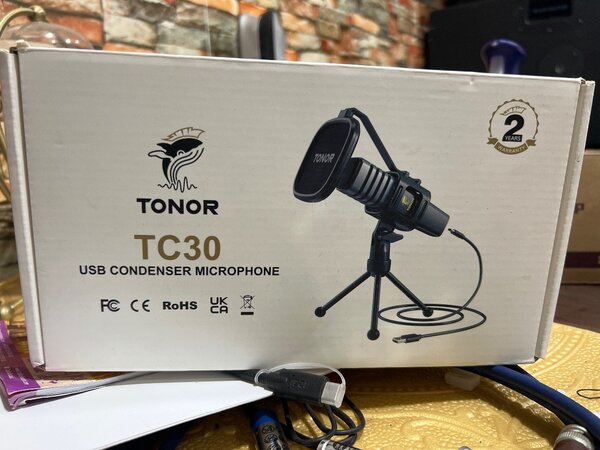 TONOR
TC30
USB CONDENSER MICROPHONE
FC CE RoHS UK
CA
TONOR
2
YEARS
WARRANTY